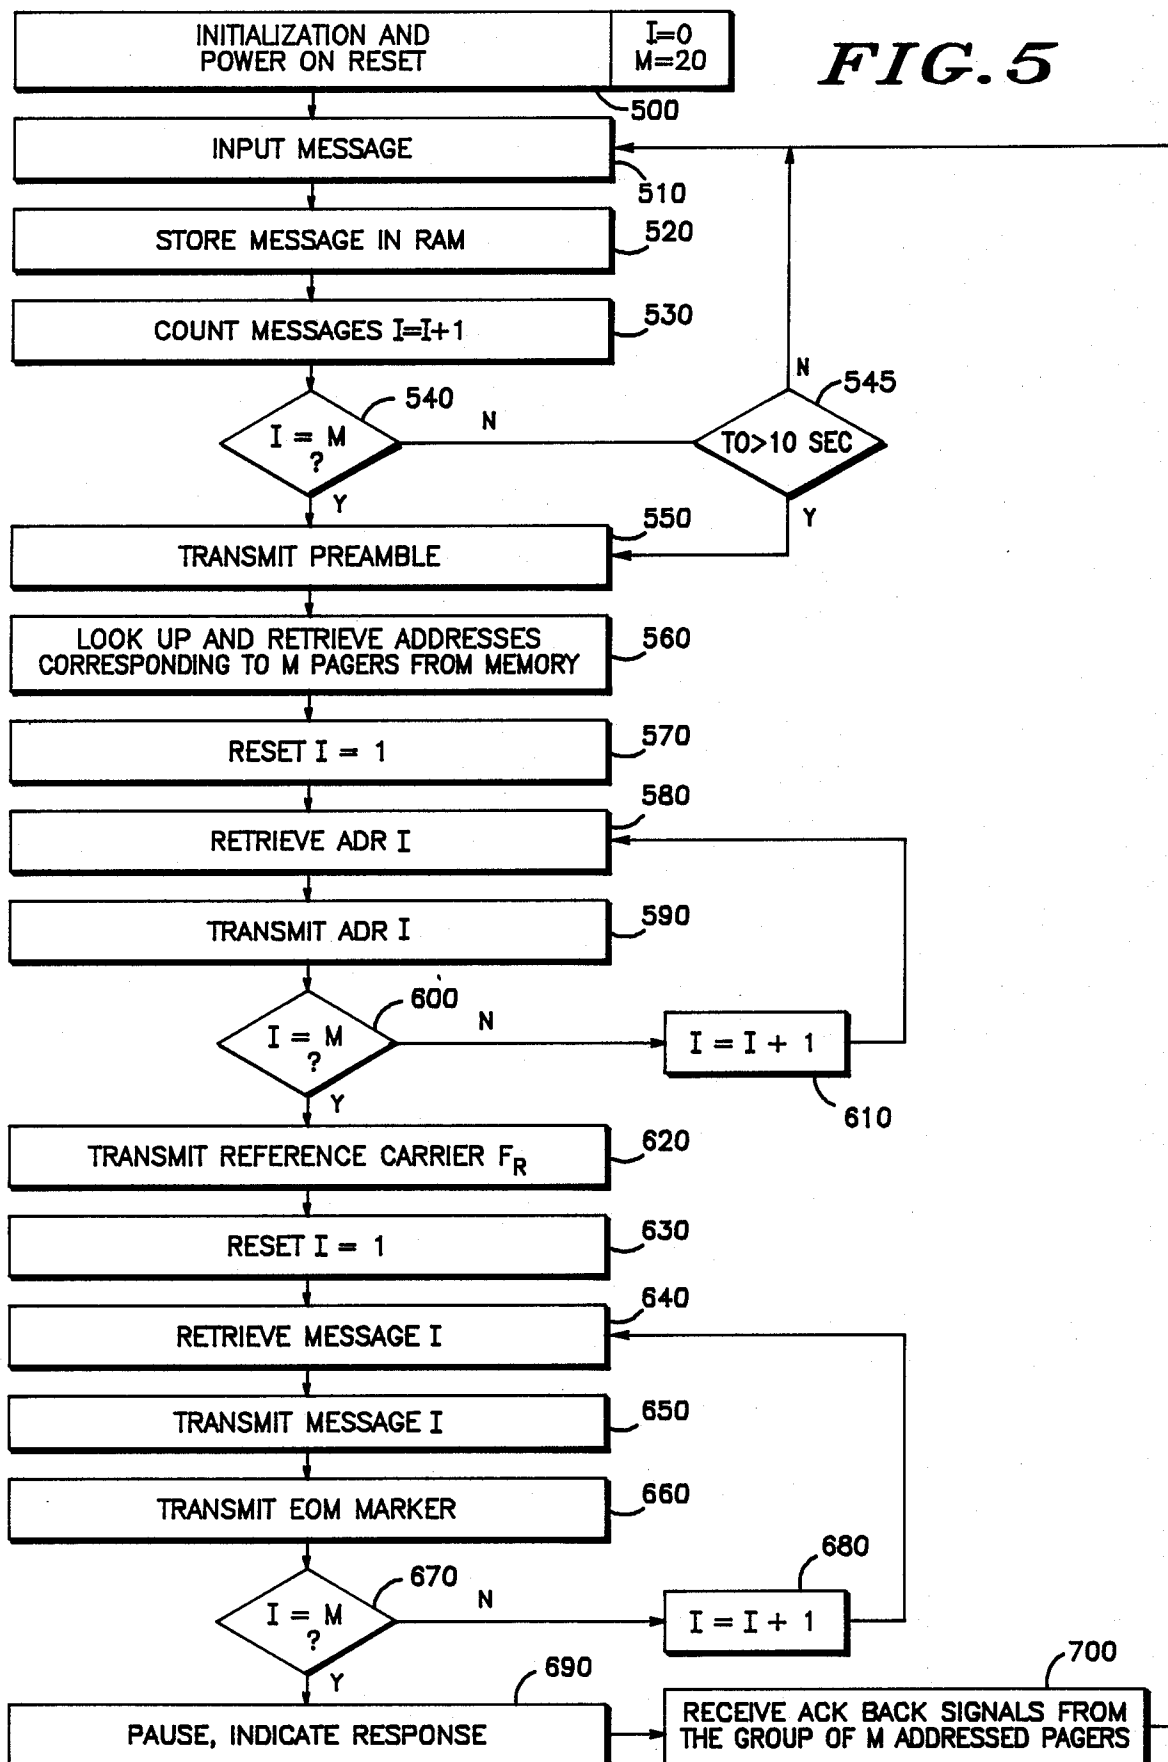 INITIALIZATION AND
POWER ON RESET
I=0
M=20
FIG.5
500
INPUT MESSAGE
510
STORE MESSAGE IN RAM
520
COUNT MESSAGES I=I+1
530
I = M
?
540
N
Y
TO>10 SEC
545
N
Y
TRANSMIT PREAMBLE
550
LOOK UP AND RETRIEVE ADDRESSES
CORRESPONDING TO M PAGERS FROM MEMORY
560
RESET I = 1
570
RETRIEVE ADR I
580
TRANSMIT ADR I
590
I = M
?
600
N
Y
I = I + 1
610
TRANSMIT REFERENCE CARRIER FR
620
RESET I = 1
630
RETRIEVE MESSAGE I
640
TRANSMIT MESSAGE I
650
TRANSMIT EOM MARKER
660
I = M
?
670
N
Y
I = I + 1
680
PAUSE, INDICATE RESPONSE
690
RECEIVE ACK BACK SIGNALS FROM
THE GROUP OF M ADDRESSED PAGERS
700